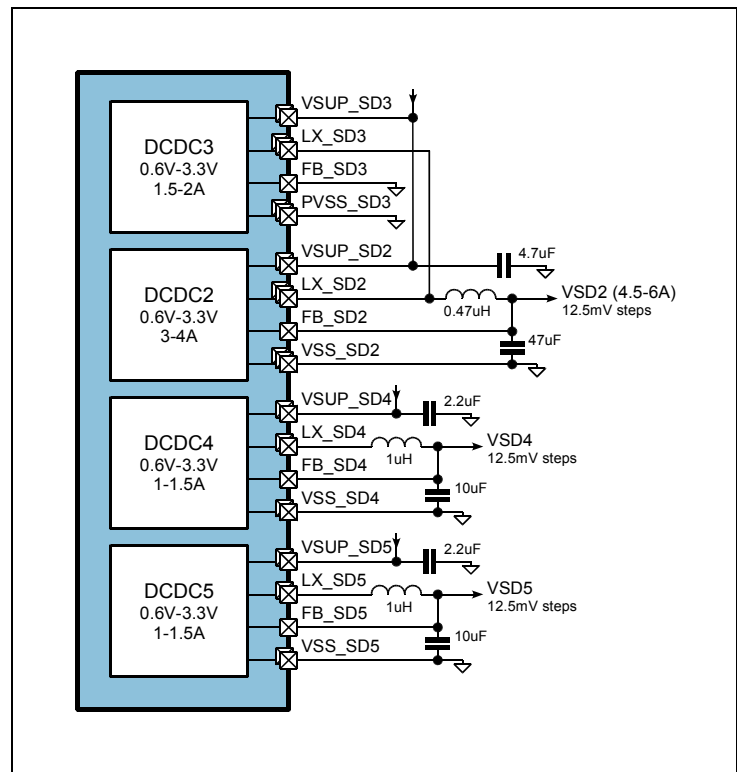 DCDC3
0.6V-3.3V
1.5-2A
VSUP_SD3
LX_SD3
FB_SD3
PVSS_SD3
DCDC2
0.6V-3.3V
3-4A
VSUP_SD2
4.7uF
LX_SD2
0.47uH
VSD2 (4.5-6A)
12.5mV steps
FB_SD2
47uF
VSS_SD2
DCDC4
0.6V-3.3V
1-1.5A
VSUP_SD4
2.2uF
LX_SD4
1uH
VSD4
12.5mV steps
FB_SD4
10uF
VSS_SD4
DCDC5
0.6V-3.3V
1-1.5A
VSUP_SD5
2.2uF
LX_SD5
1uH
VSD5
12.5mV steps
FB_SD5
10uF
VSS_SD5